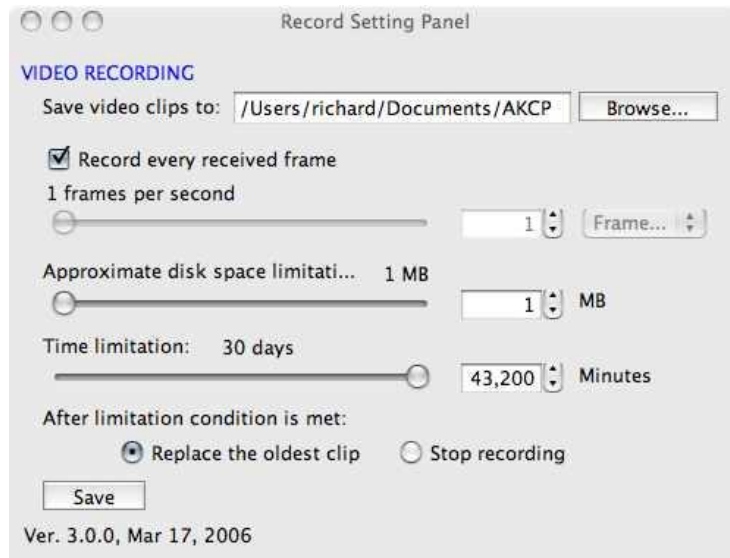 Record Setting Panel
VIDEO RECORDING
Save video clips to: /Users/richard/Documents/AKCP Browse...
Record every received frame
1 frames per second
1 Frame...
Approximate disk space limitati... 1 MB
1 MB
Time limitation: 30 days
43,200 Minutes
After limitation condition is met:
Replace the oldest clip Stop recording
Save
Ver. 3.0.0, Mar 17, 2006